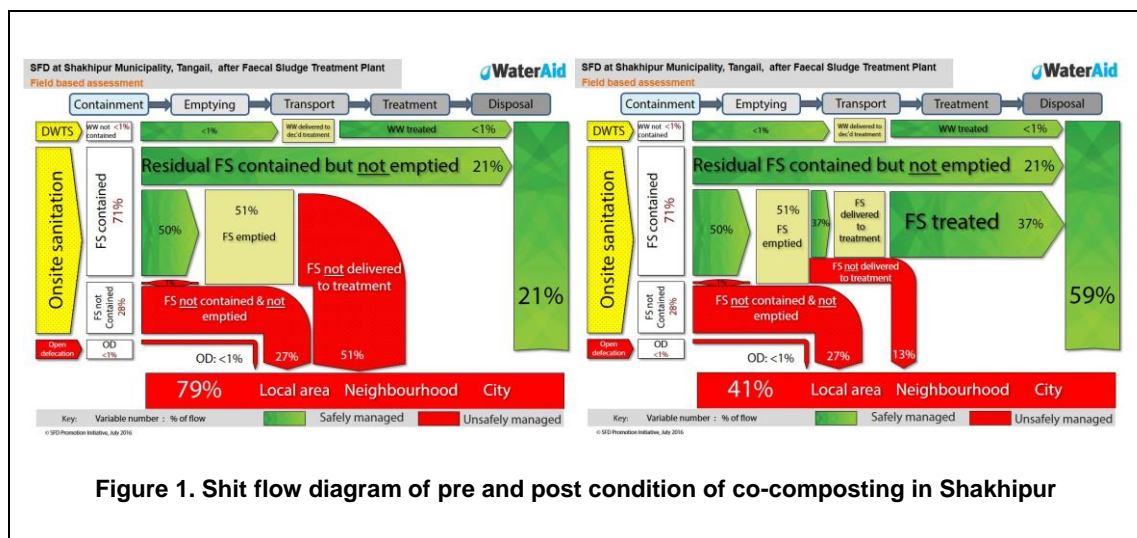 SFD at Shakhipur Municipality, Tangail, after Faecal Sludge Treatment Plant
Field based assessment
WaterAid
Containment
Emptying
Transport
Treatment
Disposal
DWTS
WW not <1%
contained
<1%
WW delivered to
dec'd treatment
WW treated <1%
Onsite sanitation
FS contained
71%
Residual FS contained but not emptied 21%
50%
51%
FS emptied
FS not delivered
to treatment
21%
FS not
Contained
28%
1%
FS not contained & not
emptied
Open
defecation
OD
<1%
OD: <1%
27%
51%
79% Local area Neighbourhood City
Key: Variable number : % of flow Safely managed Unsafely managed
© SFD Promotion Initiative, July 2016
SFD at Shakhipur Municipality, Tangail, after Faecal Sludge Treatment Plant
Field based assessment
WaterAid
Containment
Emptying
Transport
Treatment
Disposal
DWTS
WW not <1%
contained
<1%
WW delivered to
dec'd treatment
WW treated <1%
Onsite sanitation
FS contained
71%
Residual FS contained but not emptied 21%
50%
51%
FS
emptied
37%
FS
delivered
to
treatment
FS treated 37%
59%
FS not delivered
to treatment
FS not
Contained
28%
FS not contained & not
emptied
Open
defecation
OD
<1%
OD: <1%
27%
13%
41% Local area Neighbourhood City
Key: Variable number : % of flow Safely managed Unsafely managed
© SFD Promotion Initiative, July 2016
Figure 1. Shit flow diagram of pre and post condition of co-composting in Shakhipur